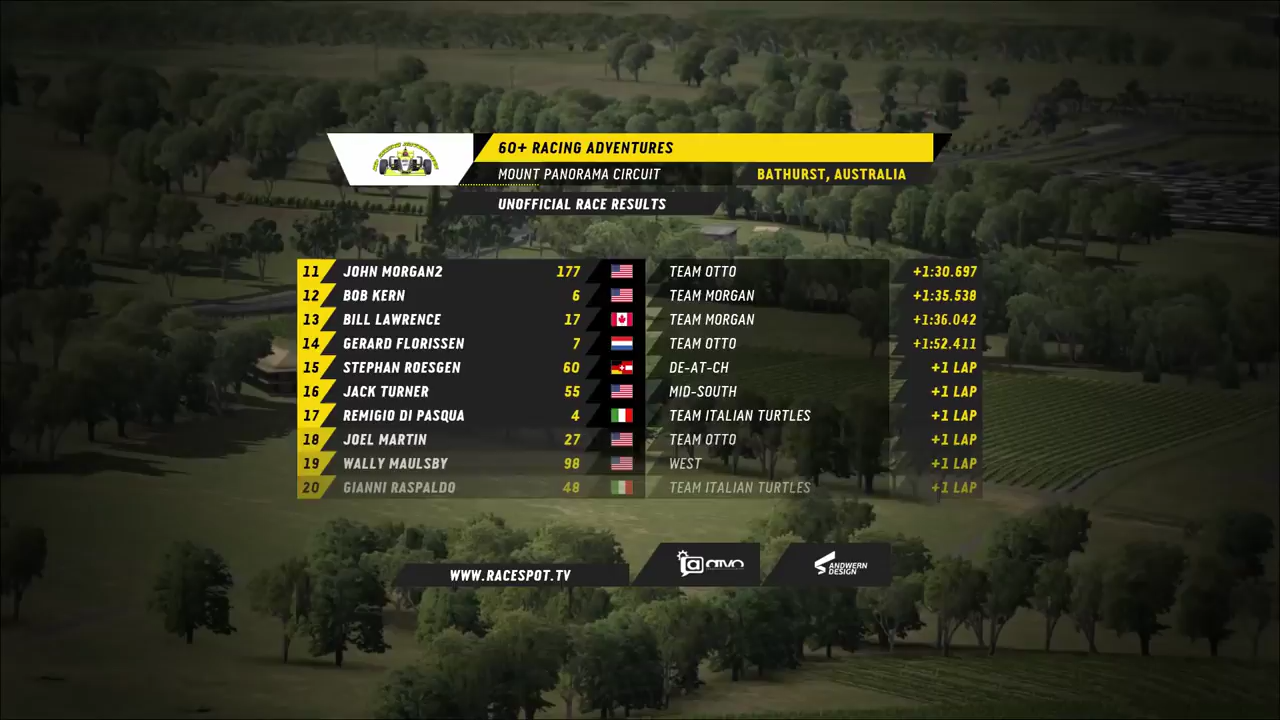 60+ RACING ADVENTURES
MOUNT PANORAMA CIRCUIT BATHURST, AUSTRALIA
UNOFFICIAL RACE RESULTS
11 JOHN MORGAN2 177 TEAM OTTO +1:30.697
12 BOB KERN 6 TEAM MORGAN +1:35.538
13 BILL LAWRENCE 17 TEAM MORGAN +1:36.042
14 GERARD FLORISSEN 7 TEAM OTTO +1:52.411
15 STEPHAN ROESGEN 60 DE-AT-CH +1 LAP
16 JACK TURNER 55 MID-SOUTH +1 LAP
17 REMIGIO DI PASQUA 4 TEAM ITALIAN TURTLES +1 LAP
18 JOEL MARTIN 27 TEAM OTTO +1 LAP
19 WALLY MAULSBY 98 WEST +1 LAP
20 GIANNI RASPALDO 48 TEAM ITALIAN TURTLES +1 LAP
WWW.RACESPOT.TV
SANDWERN
DESIGN